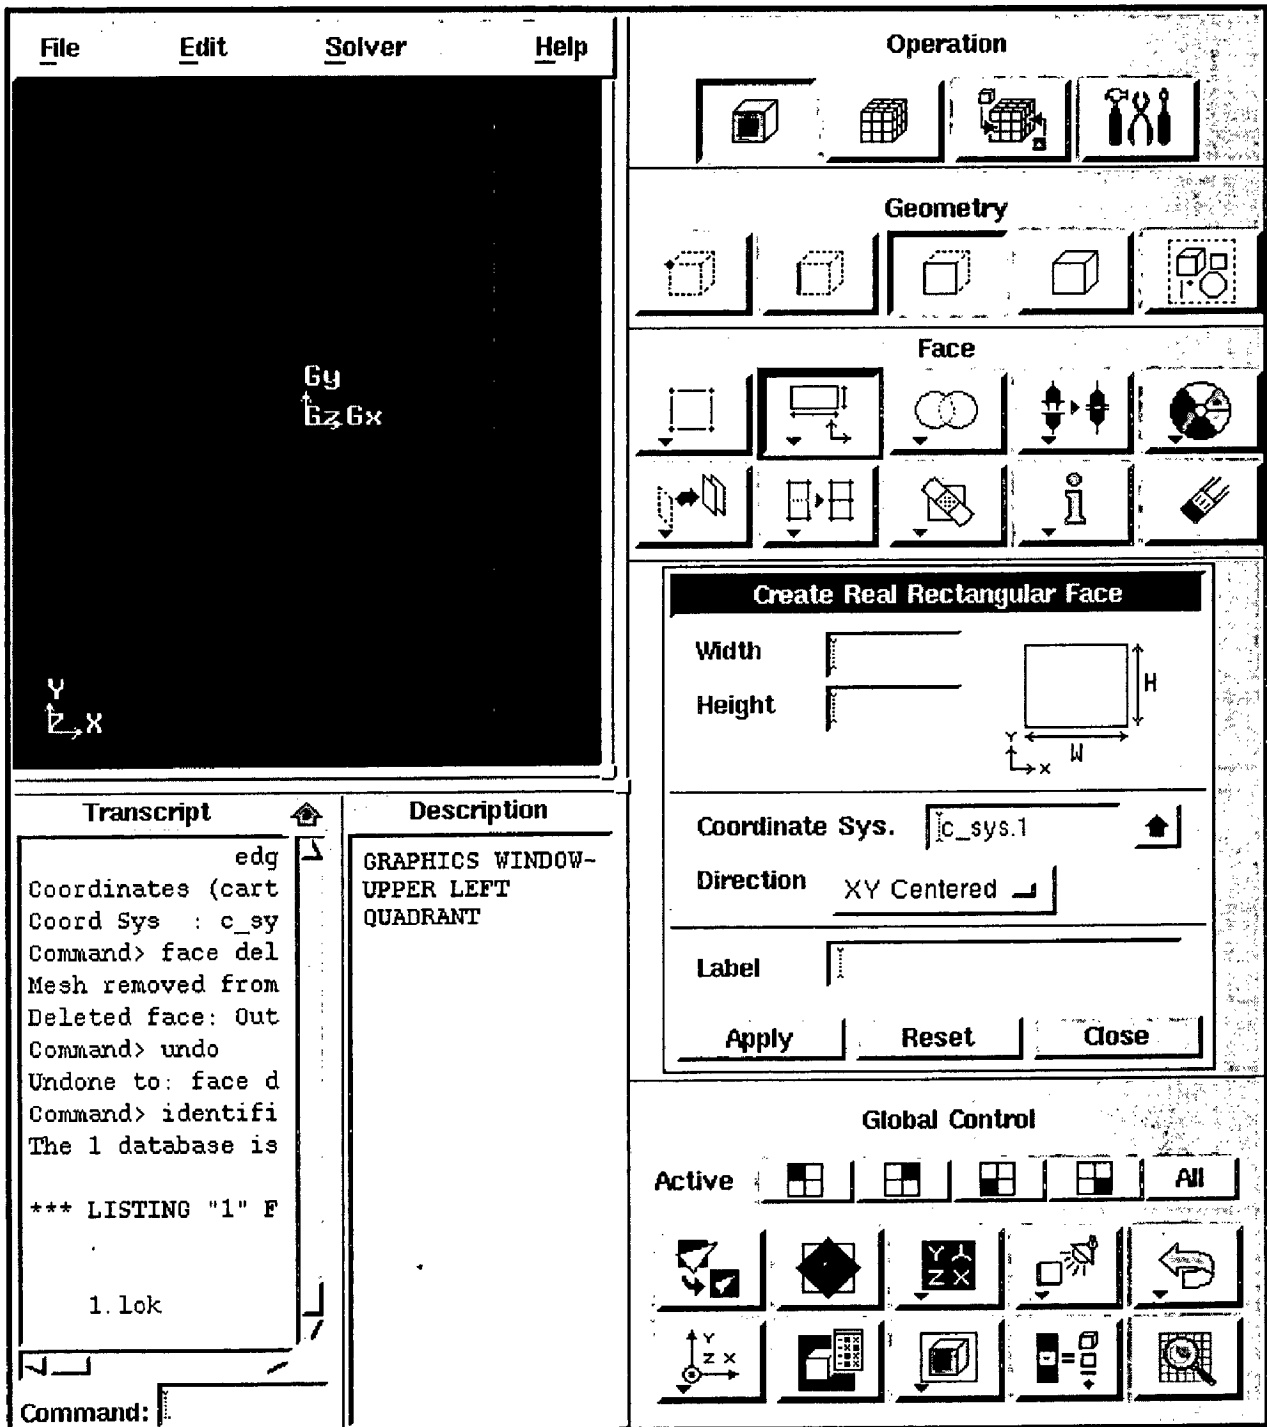 File Edit Solver Help
Gy
Gz Gx
Y
Z X
Transcript
edg
Coordinates (cart
Coord Sys : c_sy
Command> face del
Mesh removed from
Deleted face: Out
Command> undo
Undone to: face d
Command> identifi
The 1 database is
*** LISTING "1" F
1.lok
Command:
Description
GRAPHICS WINDOW-
UPPER LEFT
QUADRANT
Operation
Geometry
Face
Create Real Rectangular Face
Width
Height
H
W
Y
X
Coordinate Sys. c_sys.1
Direction XY Centered
Label
Apply Reset Close
Global Control
Active All
Y
Z X
Y
Z X